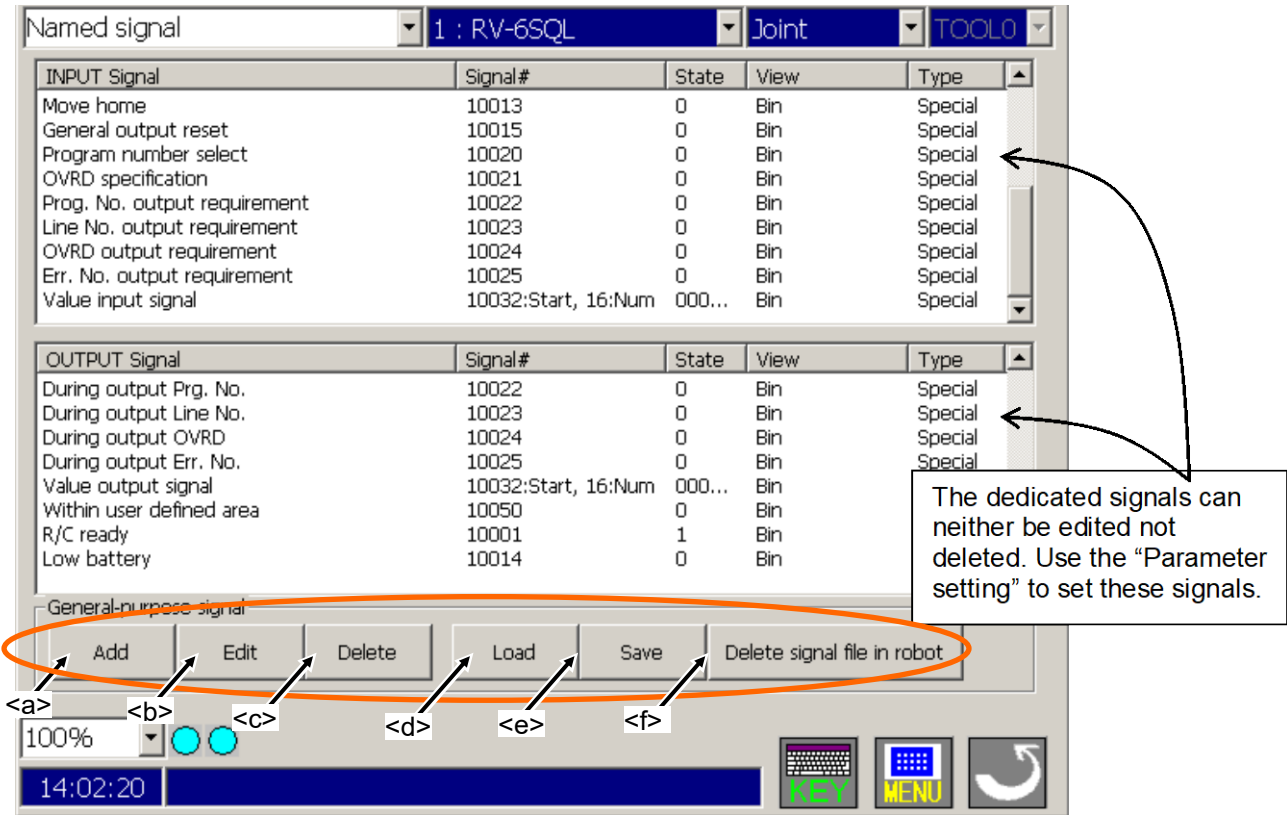 Named signal 1 : RV-6SQL Joint TOOL0
INPUT Signal Signal# State View Type
Move home 10013 0 Bin Special
General output reset 10015 0 Bin Special
Program number select 10020 0 Bin Special
OVRD specification 10021 0 Bin Special
Prog. No. output requirement 10022 0 Bin Special
Line No. output requirement 10023 0 Bin Special
OVRD output requirement 10024 0 Bin Special
Err. No. output requirement 10025 0 Bin Special
Value input signal 10032:Start, 16:Num 000... Bin Special
OUTPUT Signal Signal# State View Type
During output Prg. No. 10022 0 Bin Special
During output Line No. 10023 0 Bin Special
During output OVRD 10024 0 Bin Special
During output Err. No. 10025 0 Bin Special
Value output signal 10032:Start, 16:Num 000... Bin
Within user defined area 10050 0 Bin
R/C ready 10001 1 Bin
Low battery 10014 0 Bin
The dedicated signals can
neither be edited not
deleted. Use the “Parameter
setting” to set these signals.
General-purpose signal
Add Edit Delete Load Save Delete signal file in robot
<a> <b> <c> <d> <e> <f>
100%
14:02:20
KEY MENU